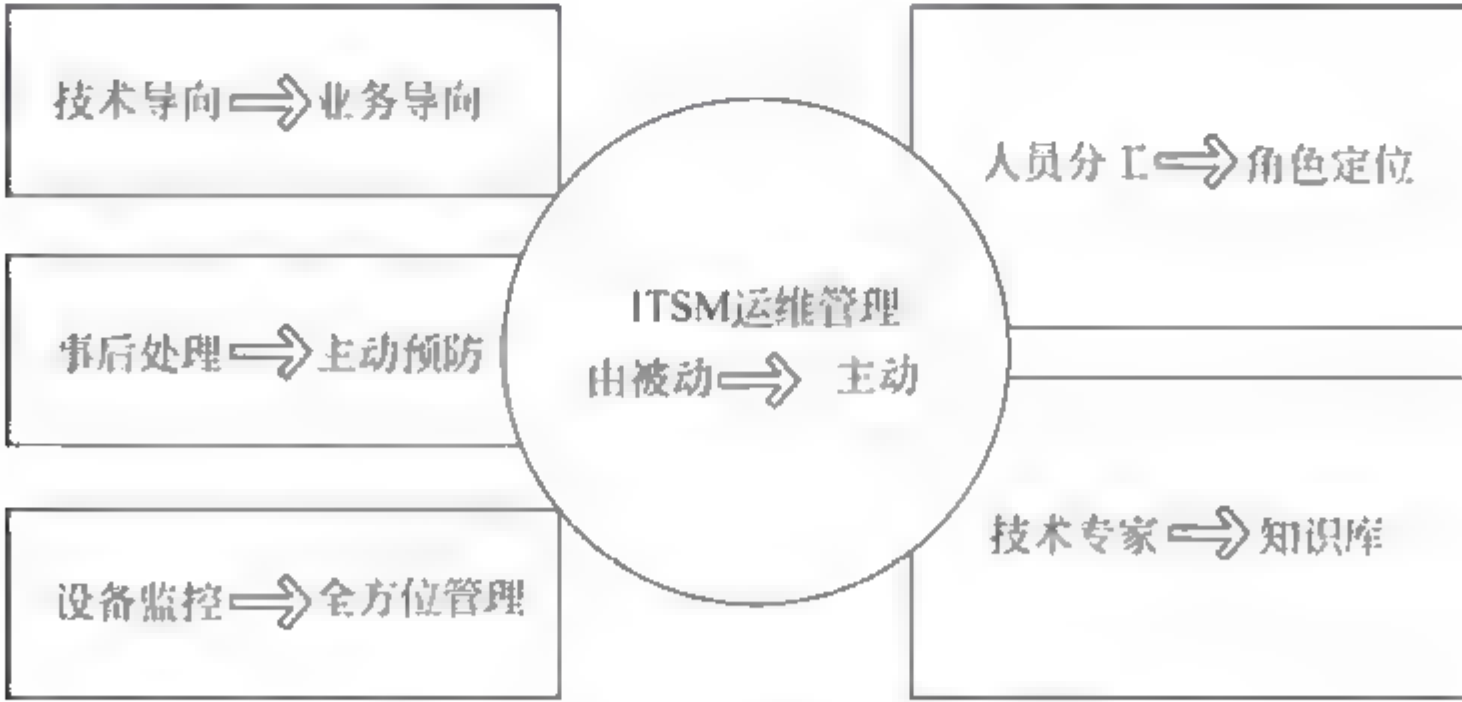 技术导向 业务导向
事后处理 主动预防
设备监控 全方位管理
ITSM运维管理
由被动 主动
人员分工 角色定位
技术专家 知识库